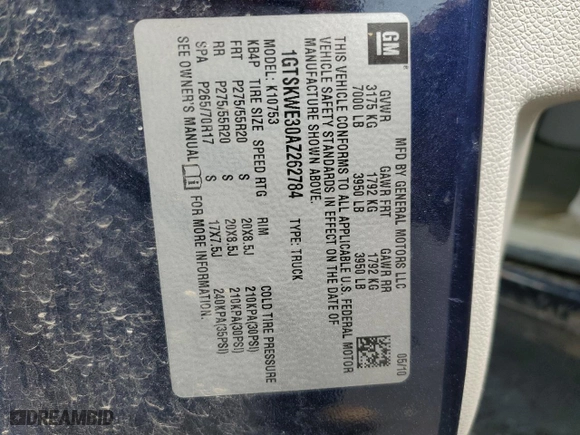 GM
MFD BY GENERAL MOTORS LLC
05/10
GVWR GAWR FRT GAWR RR
3175 KG 1792 KG 1792 KG
7000 LB 3950 LB 3950 LB
THIS VEHICLE CONFORMS TO ALL APPLICABLE U.S. FEDERAL MOTOR
VEHICLE SAFETY STANDARDS IN EFFECT ON THE DATE OF
MANUFACTURE SHOWN ABOVE.
1GTSKWE30AZ262784 TYPE: TRUCK
MODEL: K10753
KB4P TIRE SIZE SPEED RTG RIM COLD TIRE PRESSURE
FRT P275/55R20 S 20X8.5J 210KPA(30PSI)
RR P275/55R20 S 20X8.5J 210KPA(30PSI)
SPA P265/70R17 S 17X7.5J 240KPA(35PSI)
SEE OWNER'S MANUAL FOR MORE INFORMATION.
DREAMBID